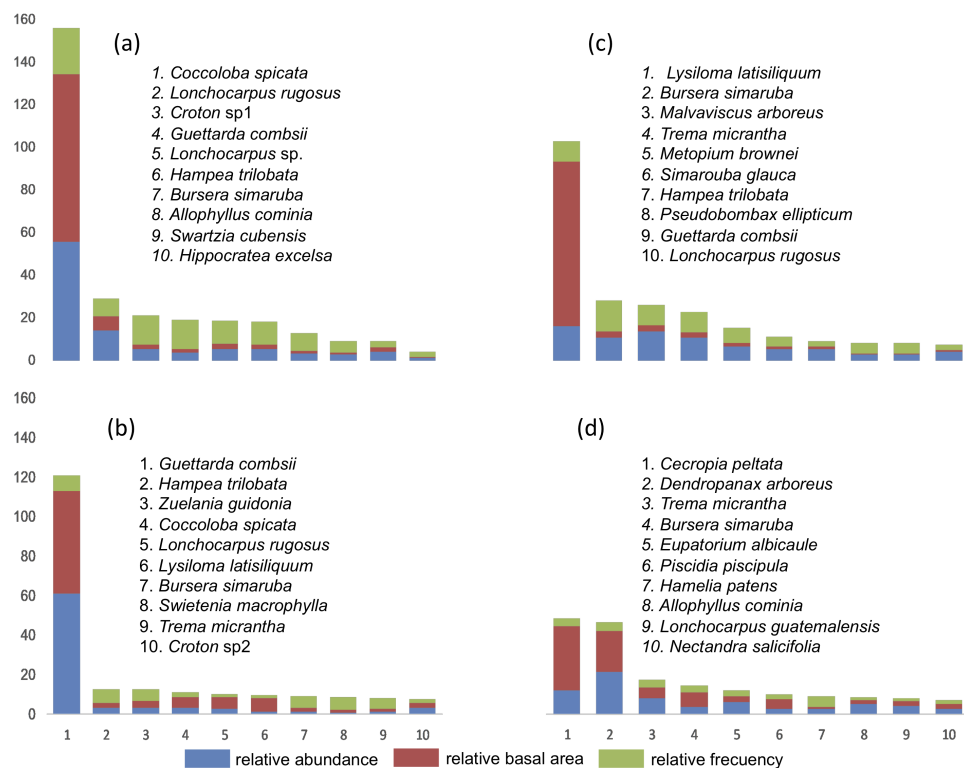 160
140
120
100
80
60
40
20
0
(a)
1. Coccoloba spicata
2. Lonchocarpus rugosus
3. Croton sp1
4. Guettarda combsii
5. Lonchocarpus sp.
6. Hampea trilobata
7. Bursera simaruba
8. Allophyllus cominia
9. Swartzia cubensis
10. Hippocratea excelsa
(c)
1. Lysiloma latisiliquum
2. Bursera simaruba
3. Malvaviscus arboreus
4. Trema micrantha
5. Metopium brownei
6. Simarouba glauca
7. Hampea trilobata
8. Pseudobombax ellipticum
9. Guettarda combsii
10. Lonchocarpus rugosus
160
140
120
100
80
60
40
20
0
(b)
1. Guettarda combsii
2. Hampea trilobata
3. Zuelania guidonia
4. Coccoloba spicata
5. Lonchocarpus rugosus
6. Lysiloma latisiliquum
7. Bursera simaruba
8. Swietenia macrophylla
9. Trema micrantha
10. Croton sp2
1 2 3 4 5 6 7 8 9 10
(d)
1. Cecropia peltata
2. Dendropanax arboreus
3. Trema micrantha
4. Bursera simaruba
5. Eupatorium albicaule
6. Piscidia piscipula
7. Hamelia patens
8. Allophyllus cominia
9. Lonchocarpus guatemalensis
10. Nectandra salicifolia
1 2 3 4 5 6 7 8 9 10
relative abundance relative basal area relative frecuency